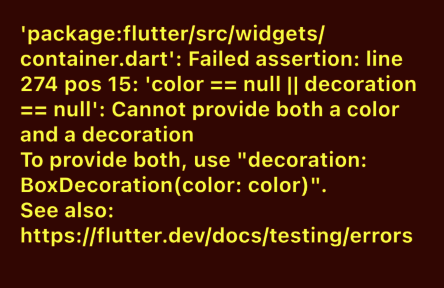 'package:flutter/src/widgets/
container.dart': Failed assertion: line
274 pos 15: 'color == null || decoration
== null': Cannot provide both a color
and a decoration
To provide both, use "decoration:
BoxDecoration(color: color)".
See also:
https://flutter.dev/docs/testing/errors